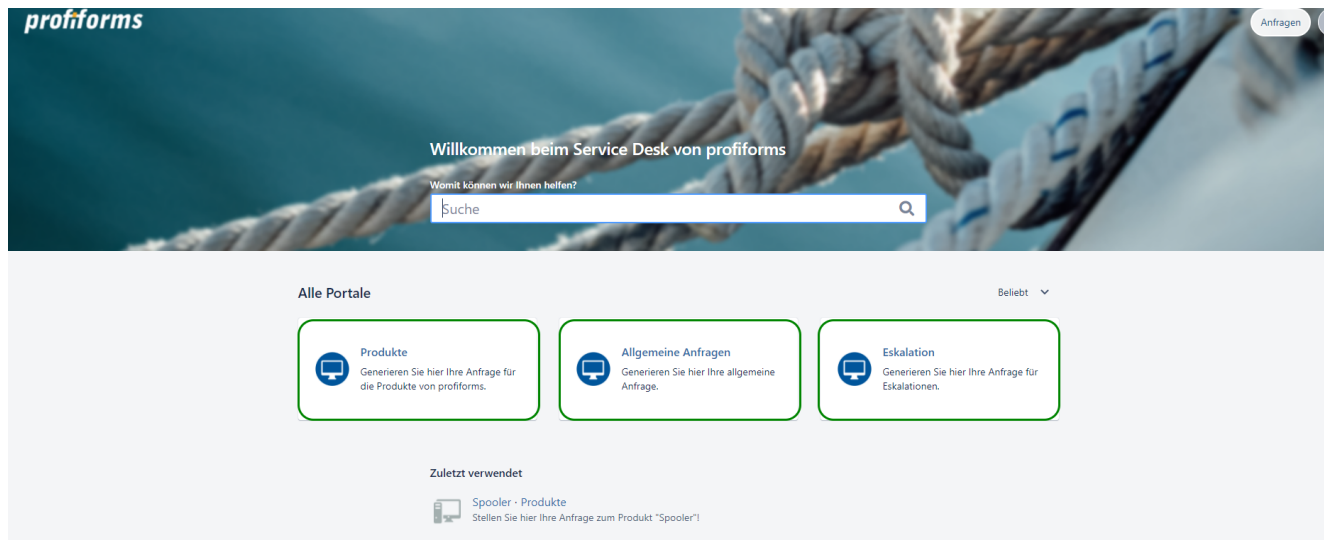 profiforms
Anfragen
Willkommen beim Service Desk von profiforms
Womit können wir Ihnen helfen?
Suche
Alle Portale
Beliebt
Produkte
Generieren Sie hier Ihre Anfrage für
die Produkte von profiforms.
Allgemeine Anfragen
Generieren Sie hier Ihre allgemeine
Anfrage.
Eskalation
Generieren Sie hier Ihre Anfrage für
Eskalationen.
Zuletzt verwendet
Spooler · Produkte
Stellen Sie hier Ihre Anfrage zum Produkt "Spooler"!